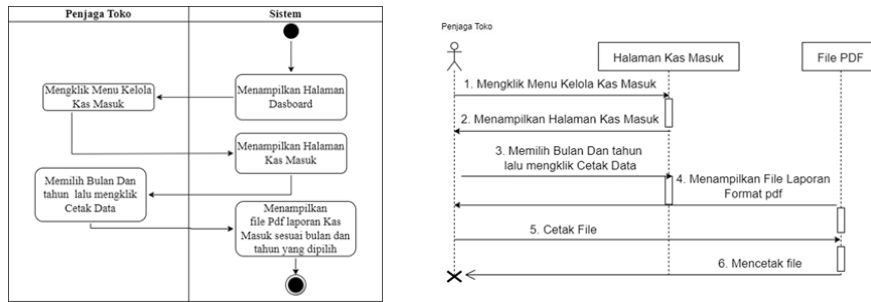 Penjaga Toko
Sistem
Menampilkan Halaman
Dasboard
Mengklik Menu Kelola
Kas Masuk
Menampilkan Halaman
Kas Masuk
Memilih Bulan Dan
tahun lalu mengklik
Cetak Data
Menampilkan
file Pdf laporan Kas
Masuk sesuai bulan dan
tahun yang dipilih
Penjaga Toko
Halaman Kas Masuk
File PDF
1. Mengklik Menu Kelola Kas Masuk
2. Menampilkan Halaman Kas Masuk
3. Memilih Bulan Dan tahun
lalu mengklik Cetak Data
4. Menampilkan File Laporan
Format pdf
5. Cetak File
6. Mencetak file